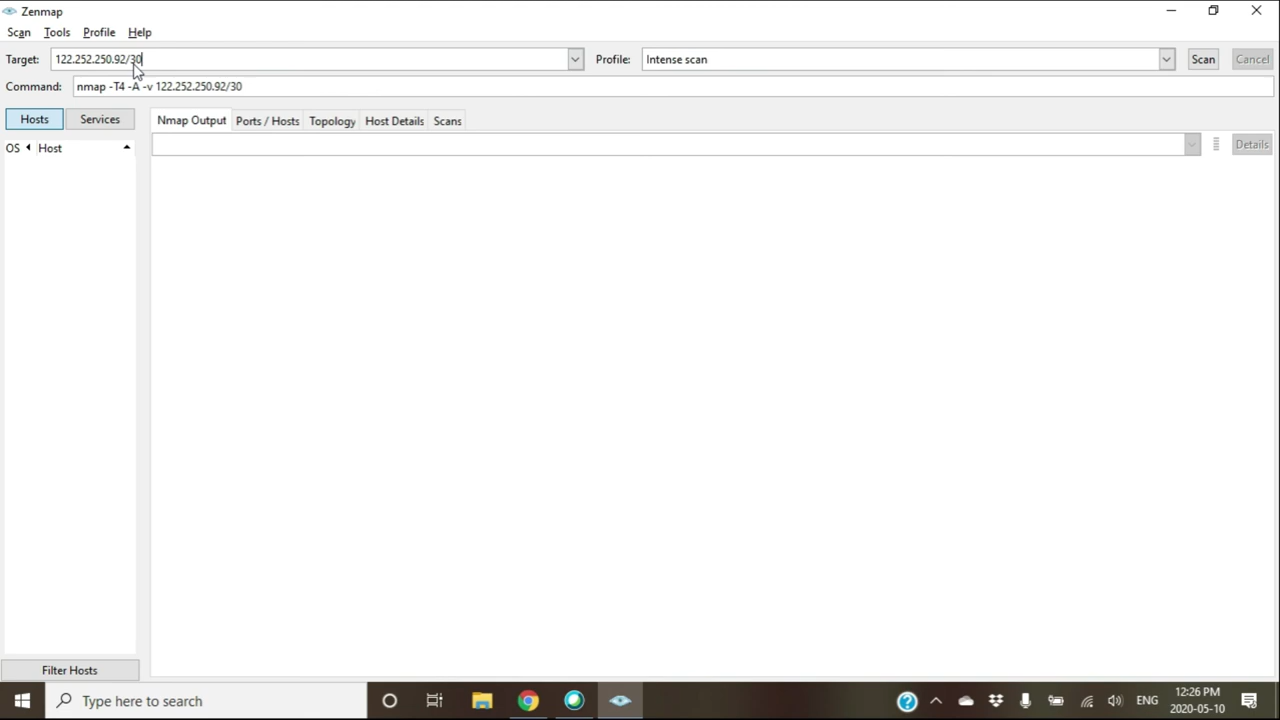 Zenmap
Scan Tools Profile Help
Target: 122.252.250.92/30 Profile: Intense scan Scan Cancel
Command: nmap -T4 -A -v 122.252.250.92/30
Hosts Services Nmap Output Ports / Hosts Topology Host Details Scans
OS Host
Details
Filter Hosts
Type here to search
ENG
12:26 PM
2020-05-10